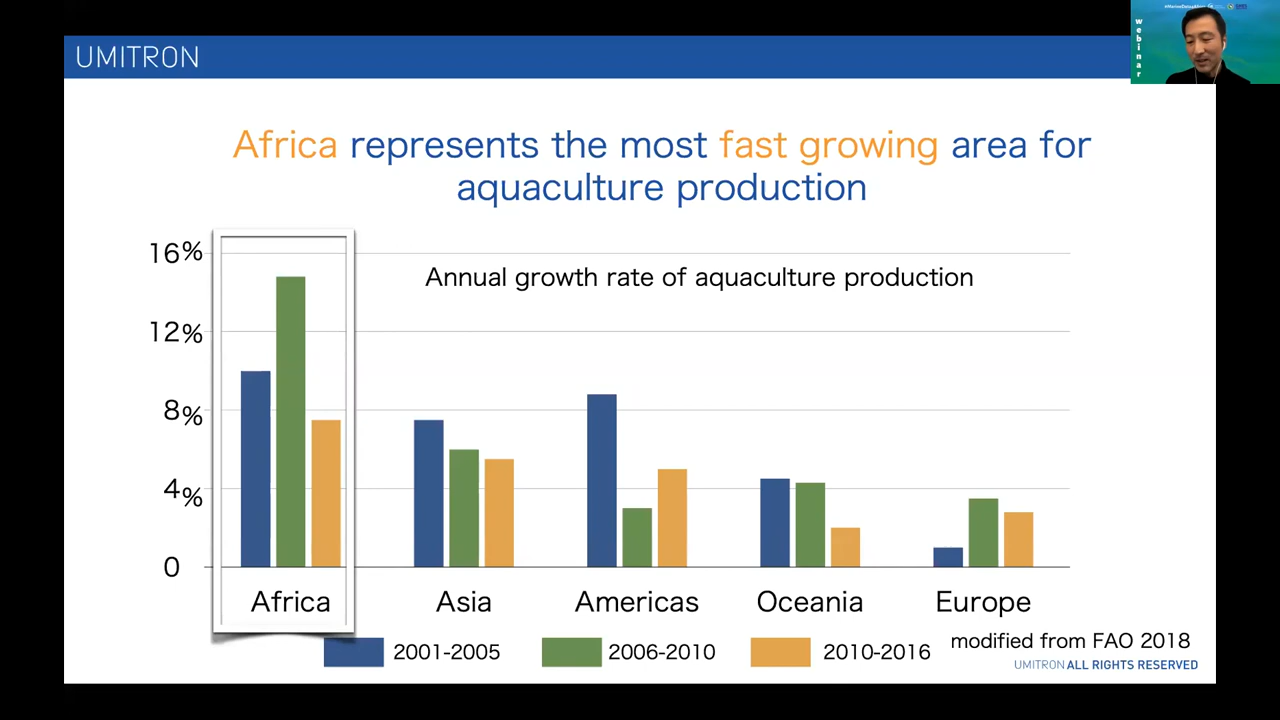 UMITRON
webinar
Africa represents the most fast growing area for
aquaculture production
Annual growth rate of aquaculture production
16%
12%
8%
4%
0
Africa
Asia
Americas
Oceania
Europe
2001-2005
2006-2010
2010-2016
modified from FAO 2018
UMITRON ALL RIGHTS RESERVED